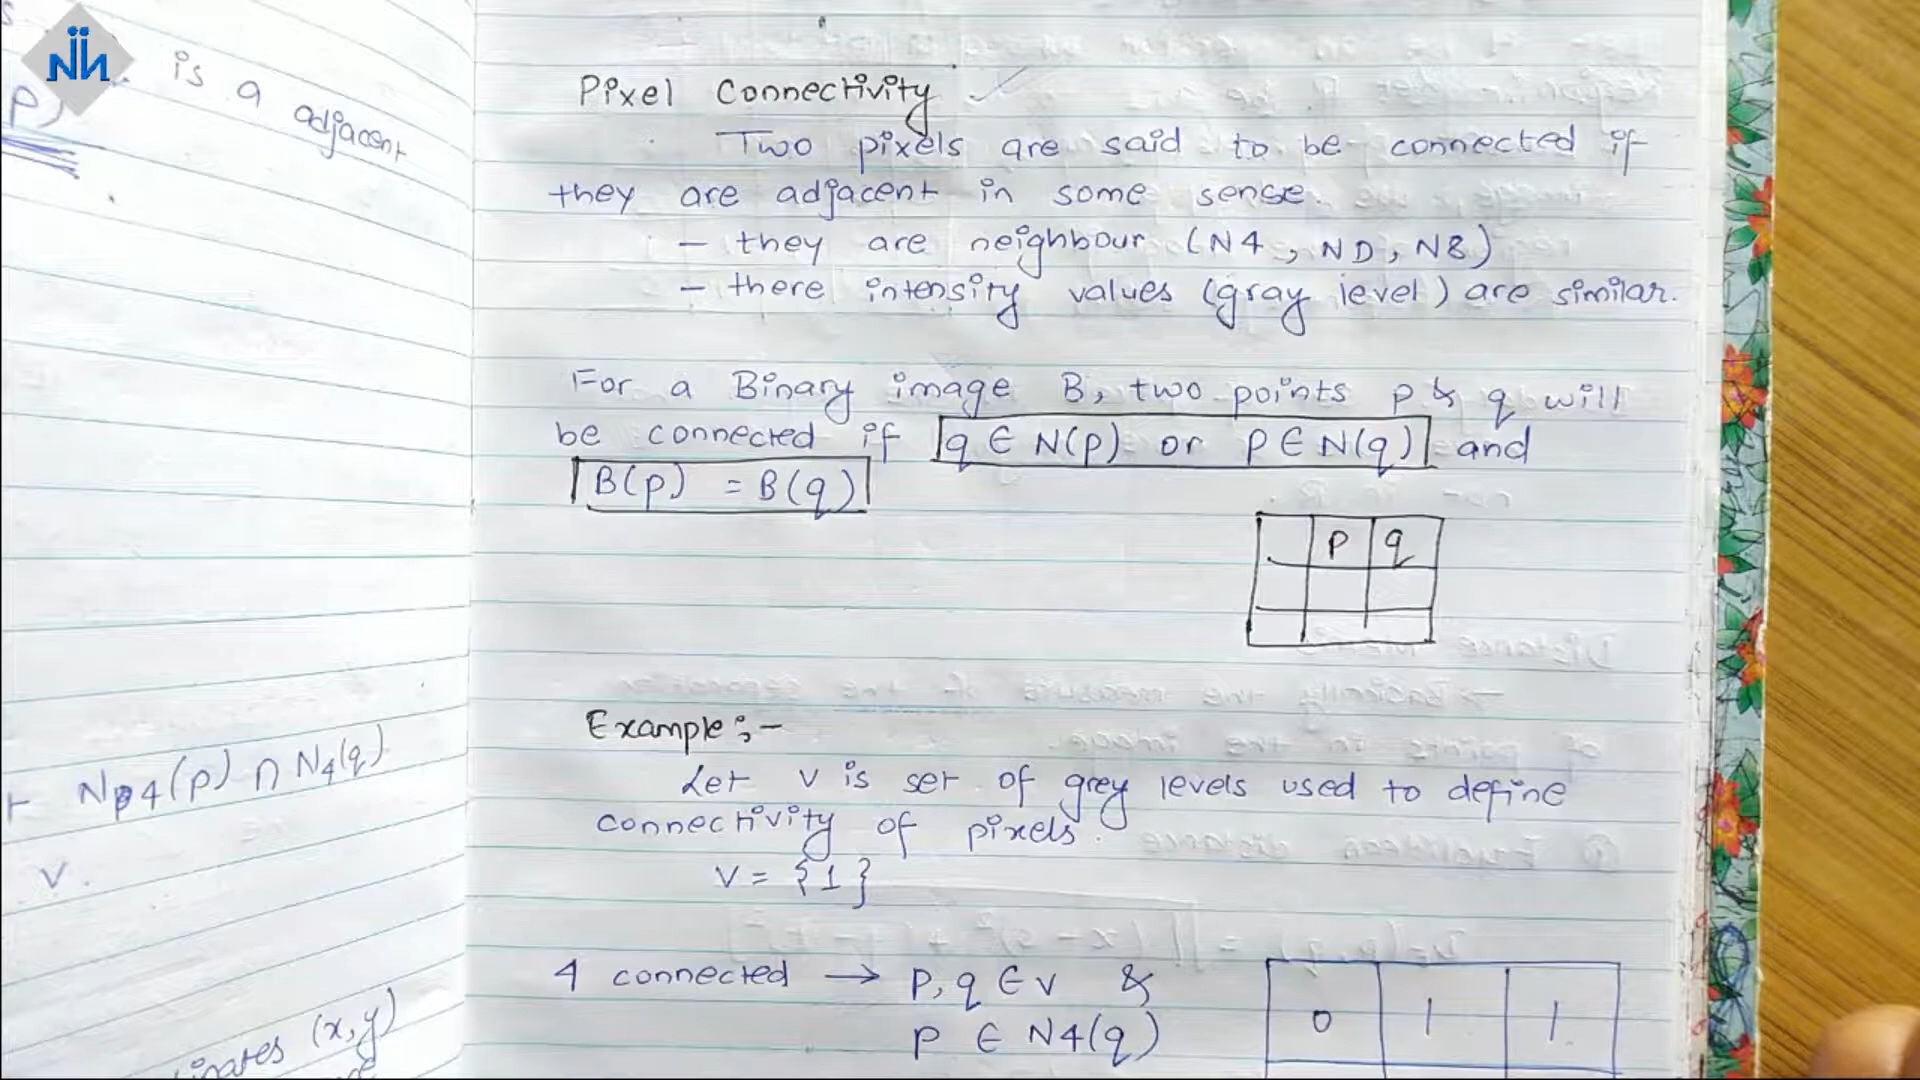 is a adjacent
P)
Np4(p) ∩ N4(q)
V.
(x,y)
Pixel Connectivity
Two pixels are said to be connected if
they are adjacent in some sense.
- they are neighbour (N4, ND, N8)
- there intensity values (gray level) are similar.
For a Binary image B, two points p & q will
be connected if q ∈ N(p) or p ∈ N(q) and
B(p) = B(q)
p q
Example:-
Let V is set of grey levels used to define
connectivity of pixels.
V = {1}
4 connected → p, q ∈ v &
p ∈ N4(q)
0 1 1